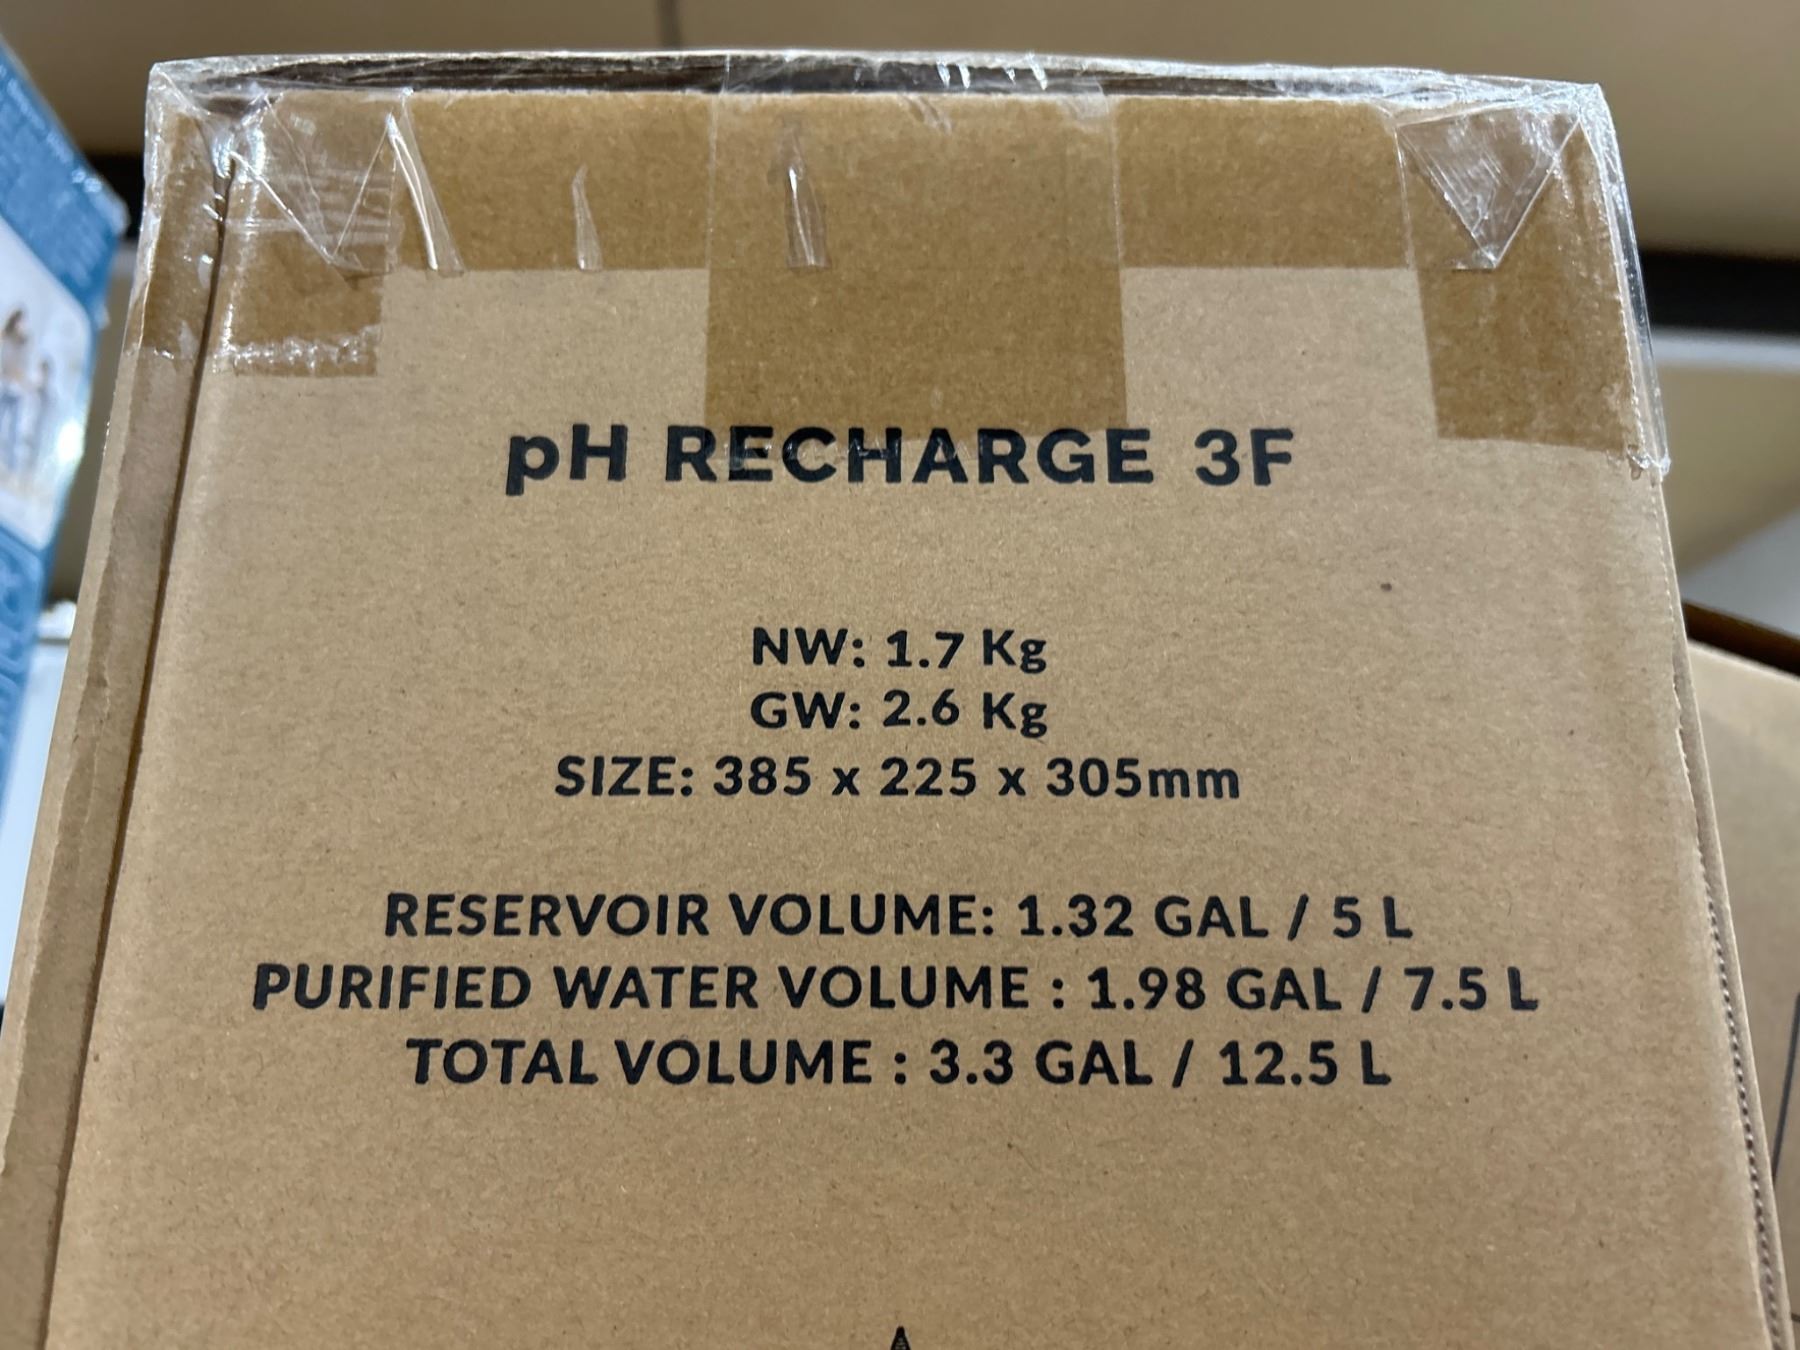 pH RECHARGE 3F
NW: 1.7 Kg
GW: 2.6 Kg
SIZE: 385 x 225 x 305mm
RESERVOIR VOLUME: 1.32 GAL / 5 L
PURIFIED WATER VOLUME : 1.98 GAL / 7.5 L
TOTAL VOLUME : 3.3 GAL / 12.5 L